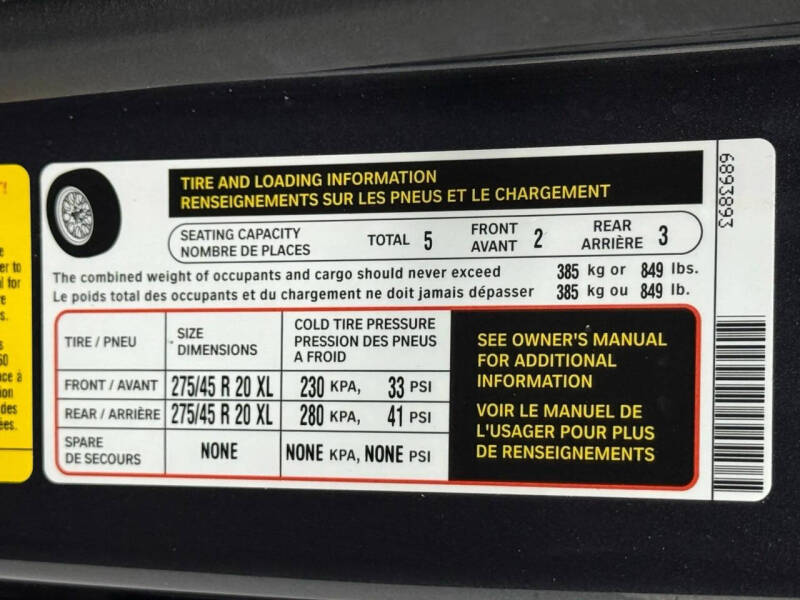 TIRE AND LOADING INFORMATION
RENSEIGNEMENTS SUR LES PNEUS ET LE CHARGEMENT
SEATING CAPACITY
NOMBRE DE PLACES
TOTAL 5
FRONT
AVANT 2
REAR
ARRIÈRE 3
The combined weight of occupants and cargo should never exceed 385 kg or 849 lbs.
Le poids total des occupants et du chargement ne doit jamais dépasser 385 kg ou 849 lb.
TIRE / PNEU
SIZE
DIMENSIONS
COLD TIRE PRESSURE
PRESSION DES PNEUS
A FROID
FRONT / AVANT 275/45 R 20 XL 230 KPA, 33 PSI
REAR / ARRIÈRE 275/45 R 20 XL 280 KPA, 41 PSI
SPARE
DE SECOURS
NONE
NONE KPA, NONE PSI
SEE OWNER'S MANUAL
FOR ADDITIONAL
INFORMATION
VOIR LE MANUEL DE
L'USAGER POUR PLUS
DE RENSEIGNEMENTS
6893893